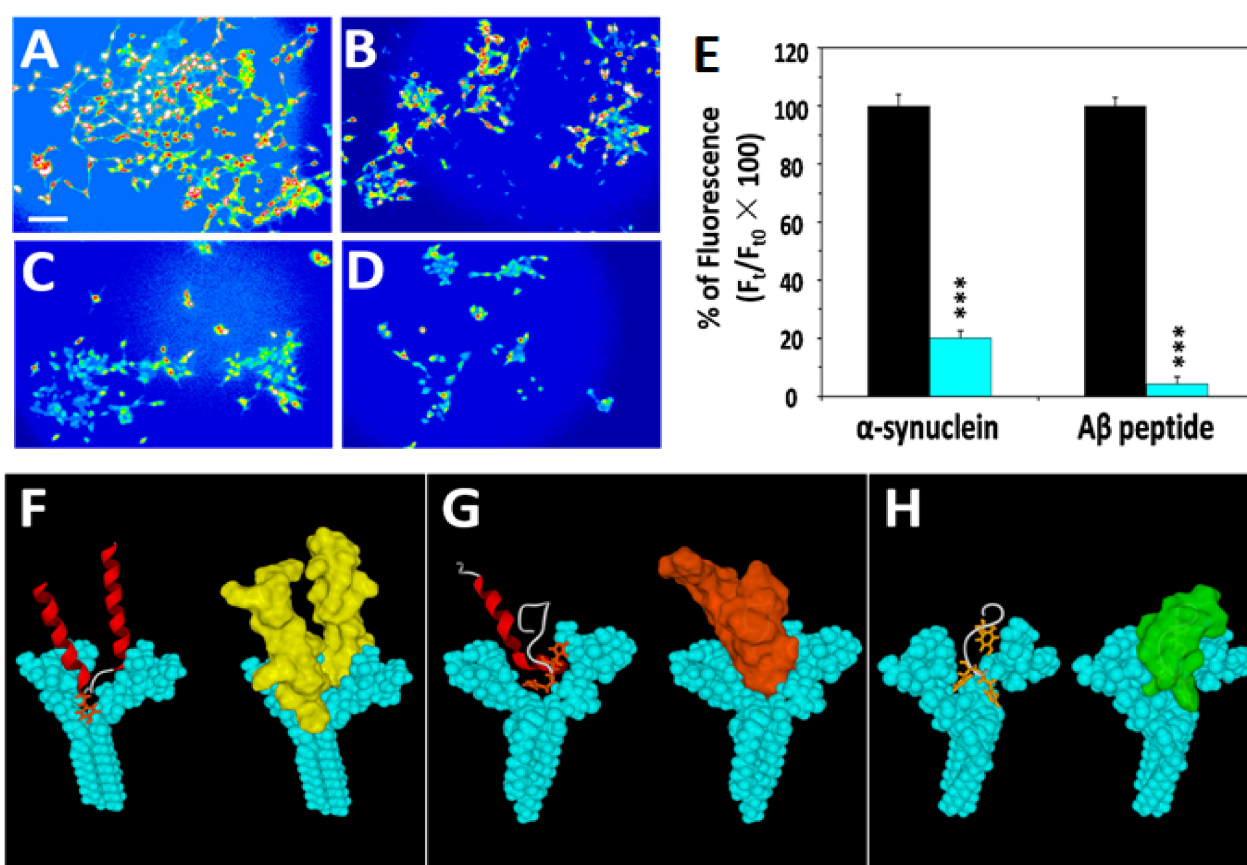 A
B
C
D
E
% of Fluorescence
(Ft/Ft0 × 100)
120
100
80
60
40
20
0
***
***
α-synuclein
Aβ peptide
F
G
H